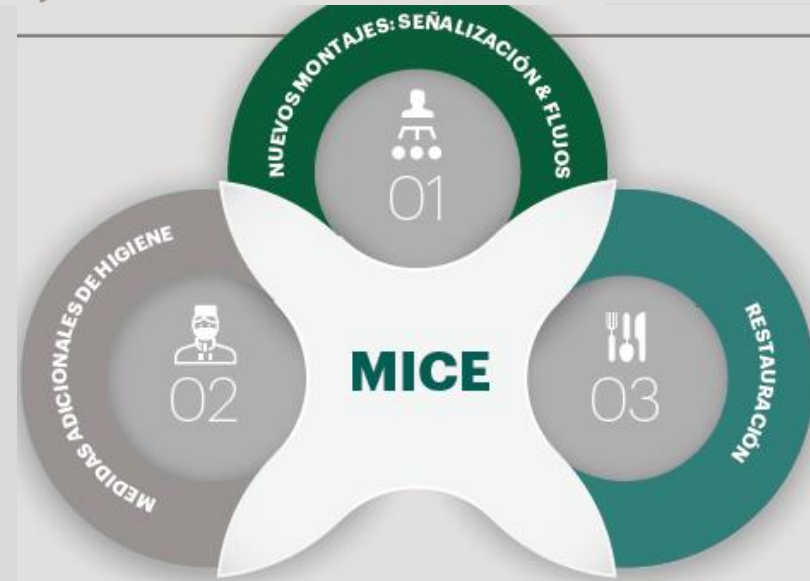 NUEVOS MONTAJES: SEÑALIZACIÓN & FLUJOS
01
MEDIDAS ADICIONALES DE HIGIENE
02
MICE
03
RESTAURACIÓN